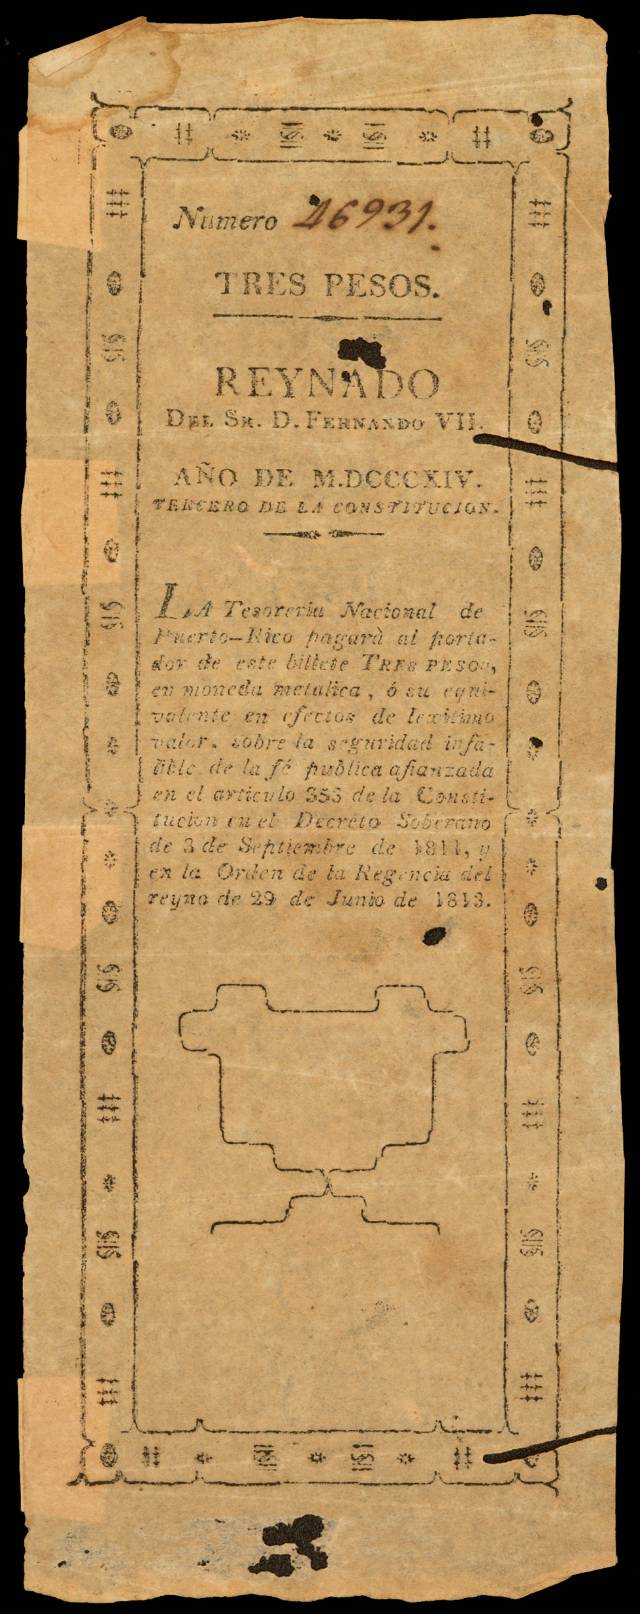 Numero 46931.
TRES PESOS.
REYNADO
DEL SR. D. FERNANDO VII.
AÑO DE M.DCCCXIV.
TERCERO DE LA CONSTITUCION.
LA Tesoreria Nacional de
Puerto-Rico pagarà al porta-
dor de este billete TRES PESOS,
en moneda metalica, ó su equi-
valente en efectos de lexitimo
valor, sobre la seguridad infa-
lible de la fé publica afianzada
en el articulo 355 de la Consti-
tucion en el Decreto Soberano
de 3 de Septiembre de 1811, y
en la Orden de la Regencia del
reyno de 29 de Junio de 1813.